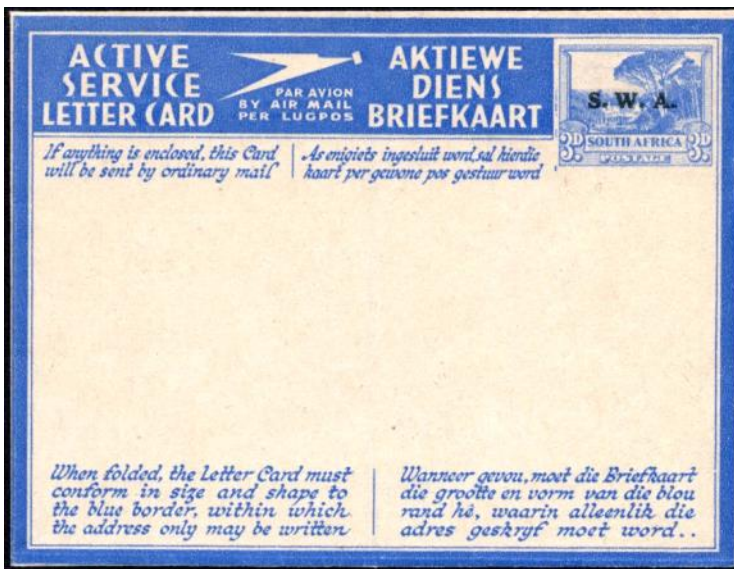 ACTIVE
SERVICE
LETTER CARD
PAR AVION
BY AIR MAIL
PER LUGPOS
AKTIEWE
DIENS
BRIEFKAART
S. W. A.
3D SOUTH AFRICA 3D
POSTAGE
If anything is enclosed, this Card
will be sent by ordinary mail
As enigiets ingesluit word, sal hierdie
kaart per gewone pos gestuur word
When folded, the Letter Card must
conform in size and shape to
the blue border, within which
the address only may be written
Wanneer gevou, moet die Briefkaart
die grootte en vorm van die blou
rand hê, waarin alleenlik die
adres geskryf moet word..